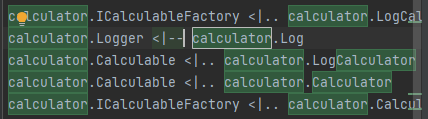 calculator.ICalculableFactory <|.. calculator.LogCal
calculator.Logger <|-- calculator.Log
calculator.Calculable <|.. calculator.LogCalculator
calculator.Calculable <|.. calculator.Calculator
calculator.ICalculableFactory <|.. calculator.Calcul